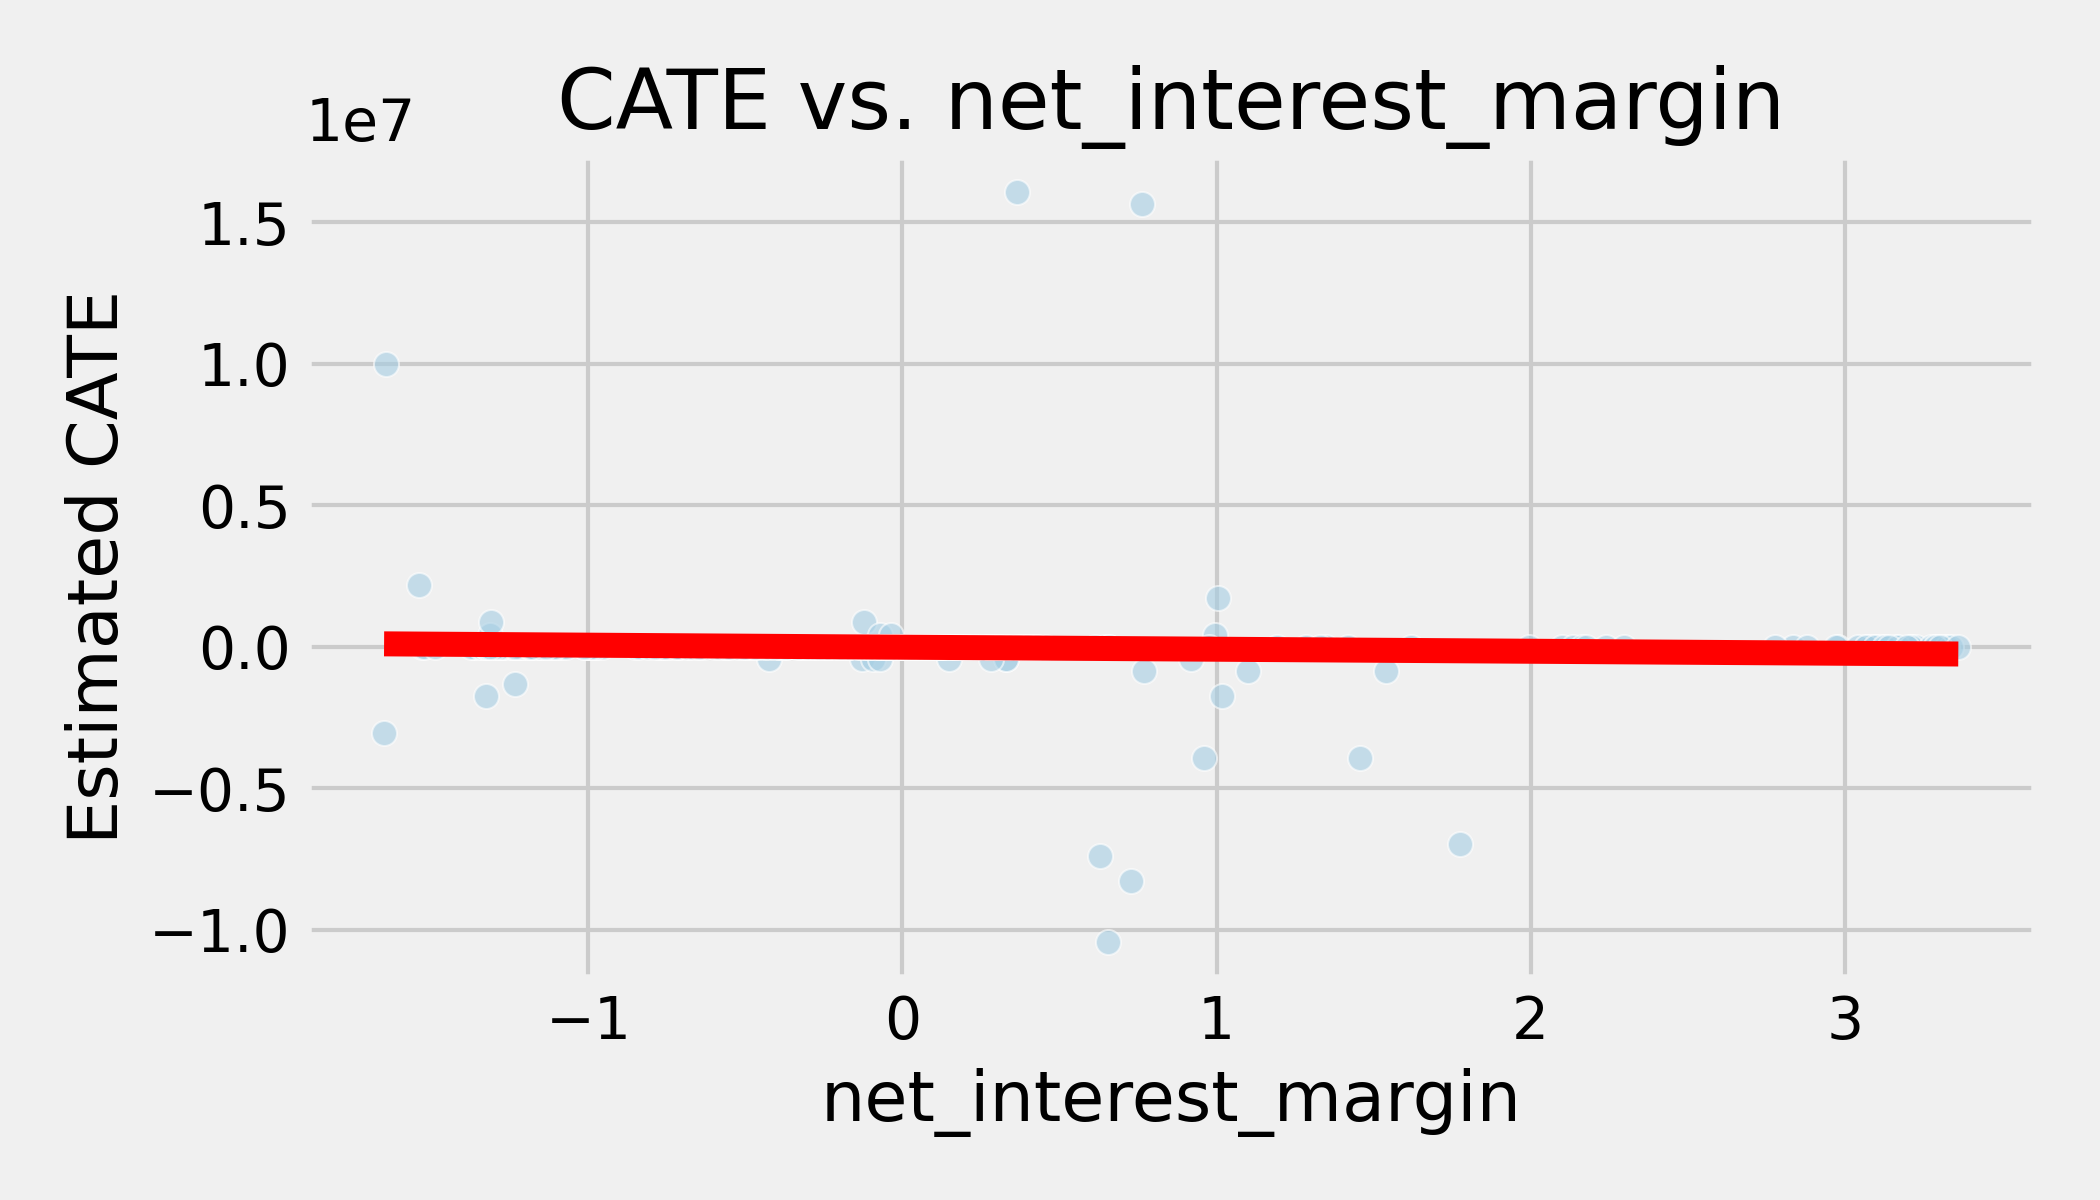 CATE vs. net_interest_margin
1e7
1.5
1.0
0.5
0.0
−0.5
−1.0
Estimated CATE
−1 0 1 2 3
net_interest_margin